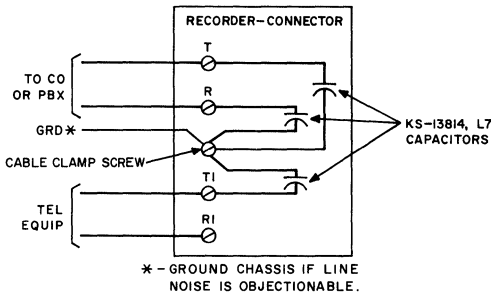 RECORDER-CONNECTOR
T
TO CO
OR PBX
R
GRD*
KS-13814, L7
CAPACITORS
CABLE CLAMP SCREW
T1
TEL
EQUIP
R1
* - GROUND CHASSIS IF LINE
NOISE IS OBJECTIONABLE.